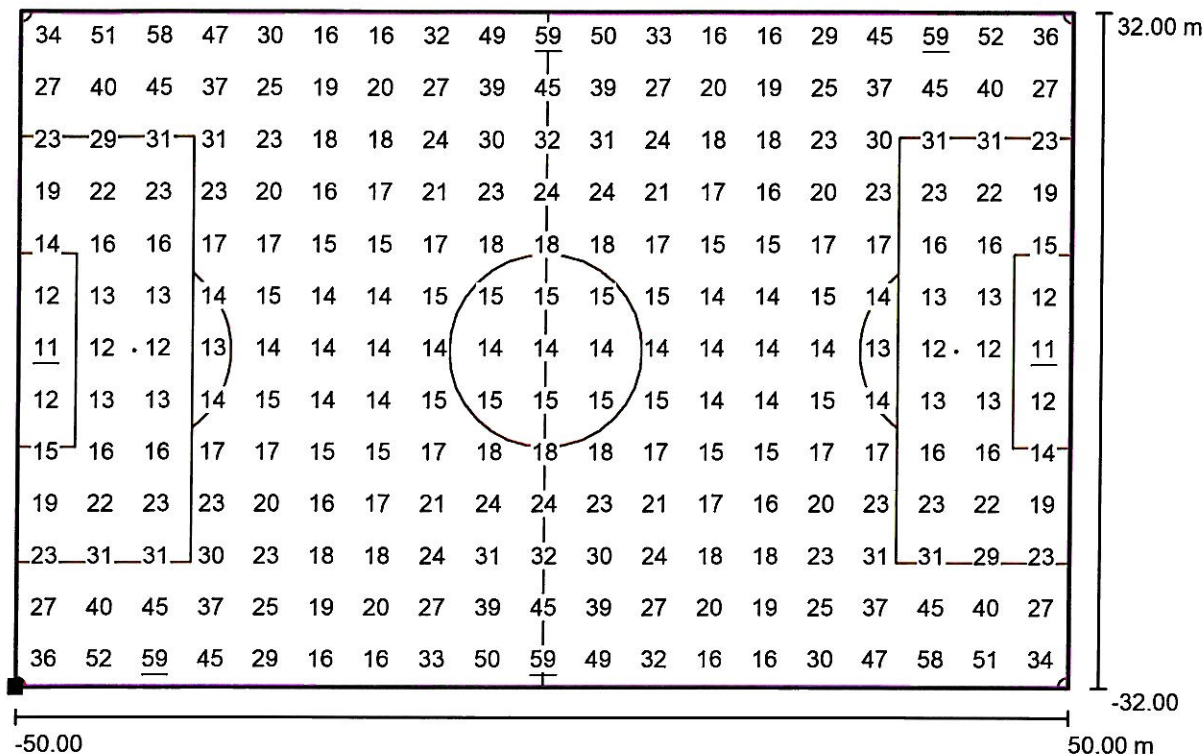 34 51 58 47 30 16 16 32 49 59 50 33 16 16 29 45 59 52 36 32.00 m
27 40 45 37 25 19 20 27 39 45 39 27 20 19 25 37 45 40 27
23 29 31 31 23 18 18 24 30 32 31 24 18 18 23 30 31 31 23
19 22 23 23 20 16 17 21 23 24 24 21 17 16 20 23 23 22 19
14 16 16 17 17 15 15 17 18 18 18 17 15 15 17 17 16 16 15
12 13 13 14 15 14 14 15 15 15 15 15 14 14 15 14 13 13 12
11 12 12 13 14 14 14 14 14 14 14 14 14 14 14 13 12 12 11
12 13 13 14 15 14 14 15 15 15 15 15 14 14 15 14 13 13 12
15 16 16 17 17 15 15 17 18 18 18 17 15 15 17 17 16 16 14
19 22 23 23 20 16 17 21 24 24 23 21 17 16 20 23 23 22 19
23 31 31 30 23 18 18 24 31 32 30 24 18 18 23 31 31 29 23
27 40 45 37 25 19 20 27 39 45 39 27 20 19 25 37 45 40 27
36 52 59 45 29 16 16 33 50 59 49 32 16 16 30 47 58 51 34
-32.00
-50.00 50.00 m